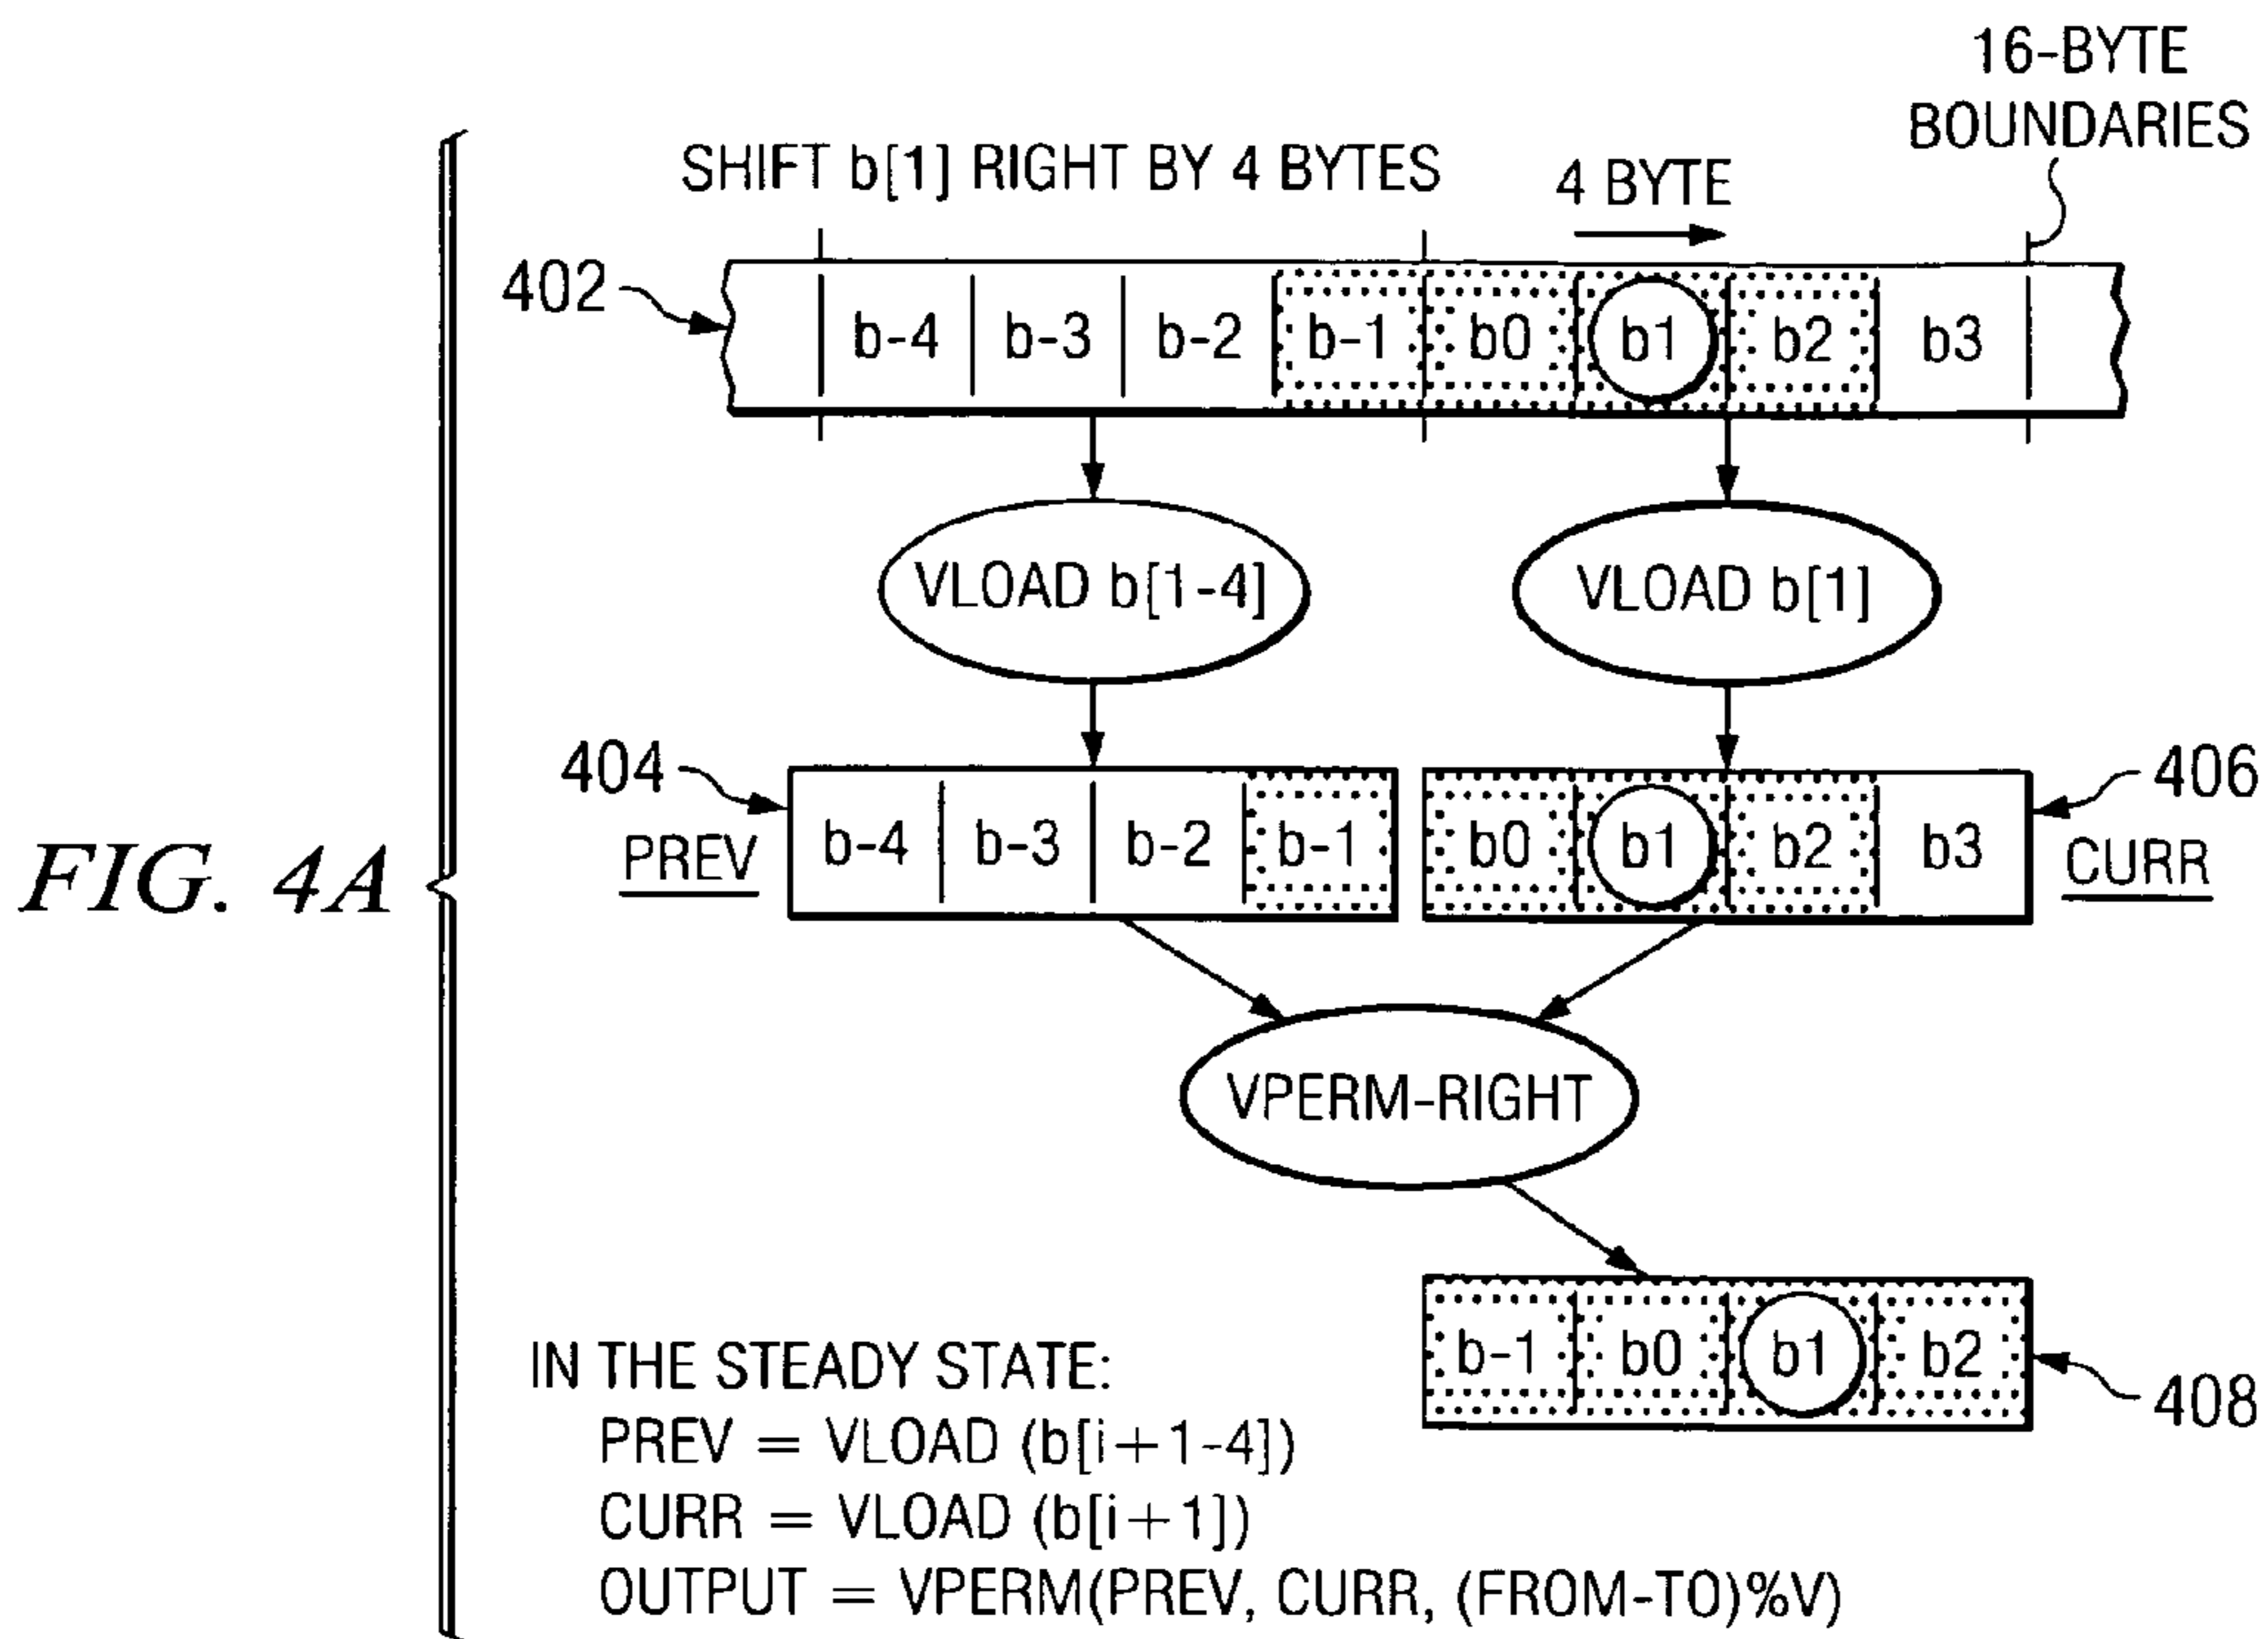 16-BYTE
BOUNDARIES
SHIFT b[1] RIGHT BY 4 BYTES
4 BYTE
402
b-4 b-3 b-2 b-1 b0 b1 b2 b3
VLOAD b[1-4]
VLOAD b[1]
404
406
PREV
b-4 b-3 b-2 b-1
b0 b1 b2 b3
CURR
FIG. 4A
VPERM-RIGHT
b-1 b0 b1 b2
408
IN THE STEADY STATE:
PREV = VLOAD (b[i+1-4])
CURR = VLOAD (b[i+1])
OUTPUT = VPERM(PREV, CURR, (FROM-TO)%V)